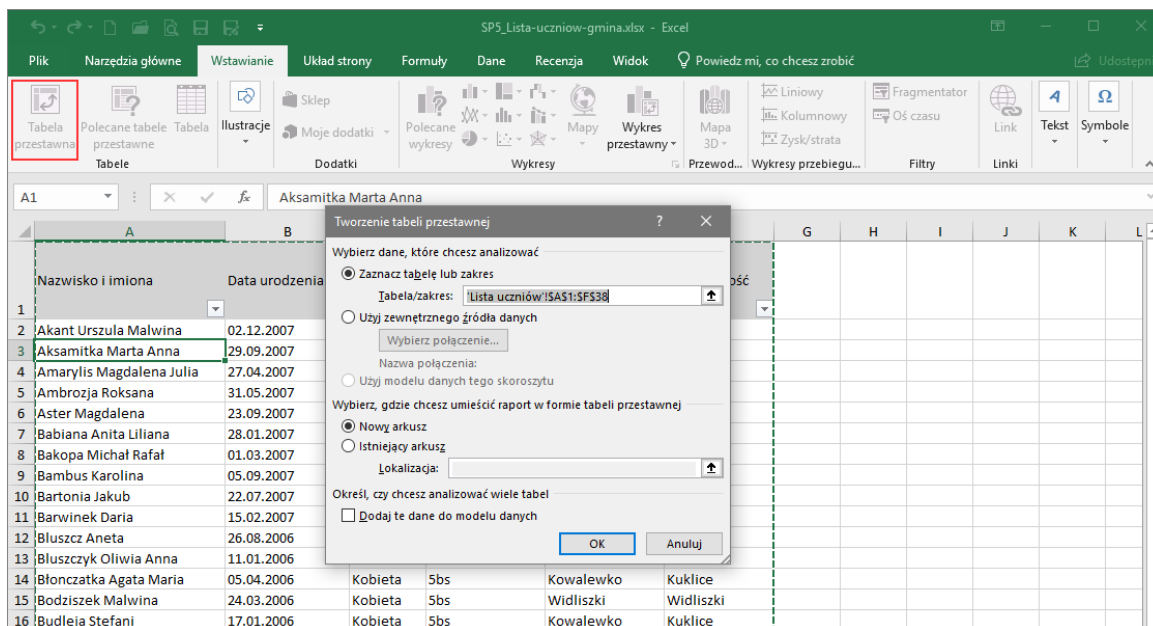 SP5_Lista-uczniow-gmina.xlsx - Excel
Plik Narzędzia główne Wstawianie Układ strony Formuły Dane Recenzja Widok Powiedz mi, co chcesz zrobić
Tabela przestawna
Polecane tabele przestawne
Tabela
Tabele
Ilustracje
Sklep
Moje dodatki
Dodatki
Polecane wykresy
Mapy
Wykres przestawny
Wykresy
Mapa 3D
Przewod...
Liniowy
Kolumnowy
Zysk/strata
Wykresy przebiegu...
Fragmentator
Oś czasu
Filtry
Link
Linki
Tekst
Symbole
A1 fx Aksamitka Marta Anna
A B G H I J K L
1 Nazwisko i imiona Data urodzenia
2 Akant Urszula Malwina 02.12.2007
3 Aksamitka Marta Anna 29.09.2007
4 Amarylis Magdalena Julia 27.04.2007
5 Ambrozja Roksana 31.05.2007
6 Aster Magdalena 23.09.2007
7 Babiana Anita Liliana 28.01.2007
8 Bakopa Michał Rafał 01.03.2007
9 Bambus Karolina 05.09.2007
10 Bartonia Jakub 22.07.2007
11 Barwinek Daria 15.02.2007
12 Bluszcz Aneta 26.08.2006
13 Bluszczyk Oliwia Anna 11.01.2006
14 Błonczatka Agata Maria 05.04.2006 Kobieta 5bs Kowalewko Kuklice
15 Bodziszek Malwina 24.03.2006 Kobieta 5bs Widliszki Widliszki
16 Budleja Stefani 17.01.2006 Kobieta 5bs Kowalewko Kuklice
Tworzenie tabeli przestawnej ?
Wybierz dane, które chcesz analizować
Zaznacz tabelę lub zakres
Tabela/zakres: 'Lista uczniów'!$A$1:$F$38
Użyj zewnętrznego źródła danych
Wybierz połączenie...
Nazwa połączenia:
Użyj modelu danych tego skoroszytu
Wybierz, gdzie chcesz umieścić raport w formie tabeli przestawnej
Nowy arkusz
Istniejący arkusz
Lokalizacja:
Określ, czy chcesz analizować wiele tabel
Dodaj te dane do modelu danych
OK Anuluj